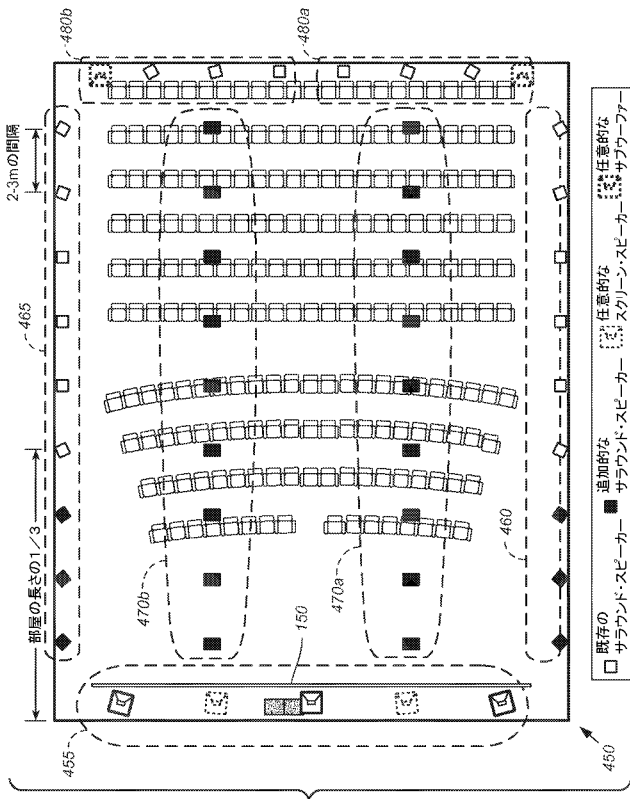 480b
480a
2-3mの間隔
465
部屋の長さの1/3
470b
470a
460
150
455
450
既存の
サラウンド・スピーカー
追加的な
サラウンド・スピーカー
任意的な
スクリーン・スピーカー
任意的な
サブウーファー